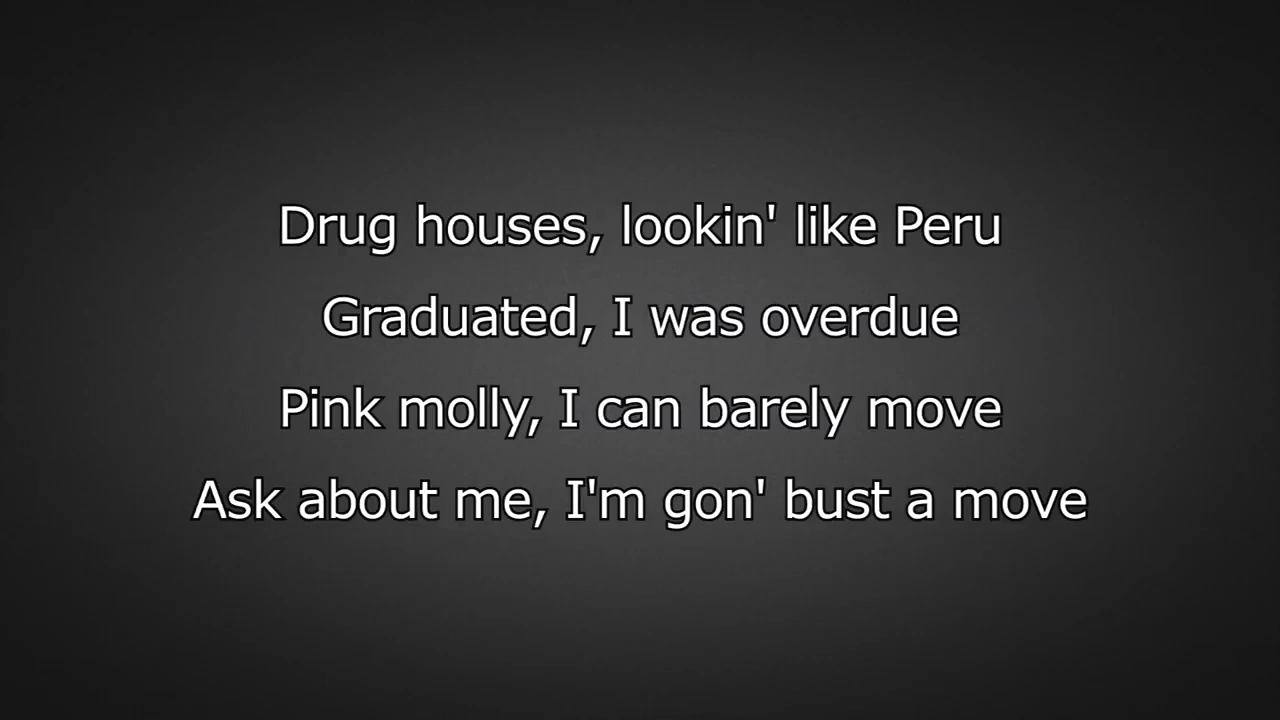 Drug houses, lookin' like Peru
Graduated, I was overdue
Pink molly, I can barely move
Ask about me, I'm gon' bust a move